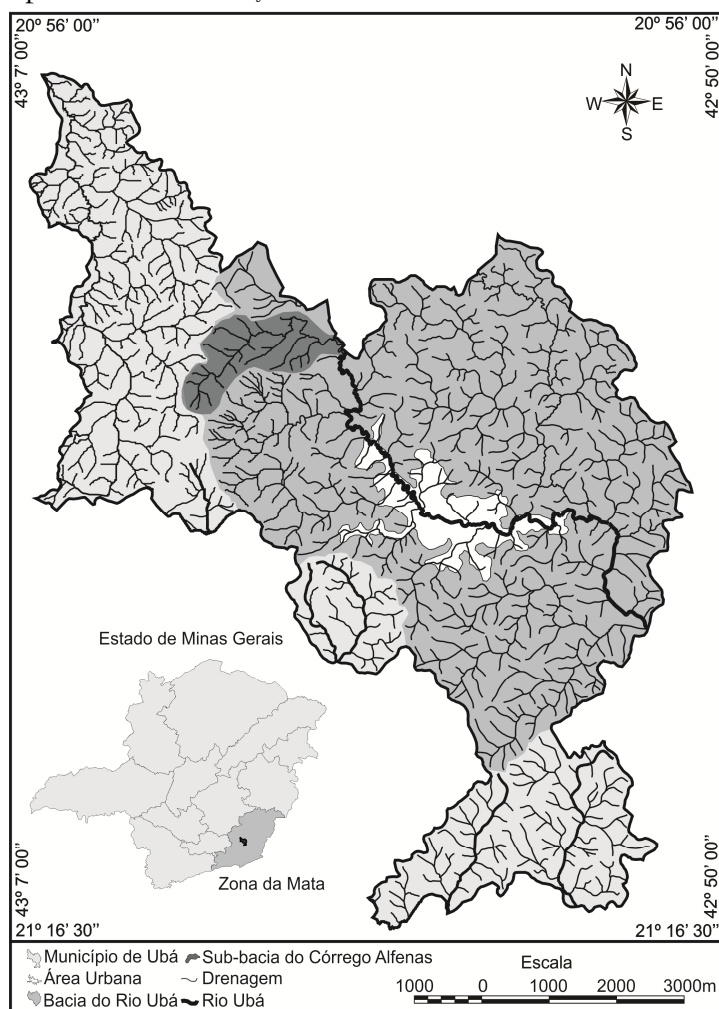 20º 56' 00" 20º 56' 00"
43º 7' 00" 42º 50' 00"
N
W E
S
Estado de Minas Gerais
Zona da Mata
43º 7' 00" 42º 50' 00"
21º 16' 30" 21º 16' 30"
Município de Ubá Sub-bacia do Córrego Alfenas
Área Urbana Drenagem
Bacia do Rio Ubá Rio Ubá
Escala
1000 0 1000 2000 3000m